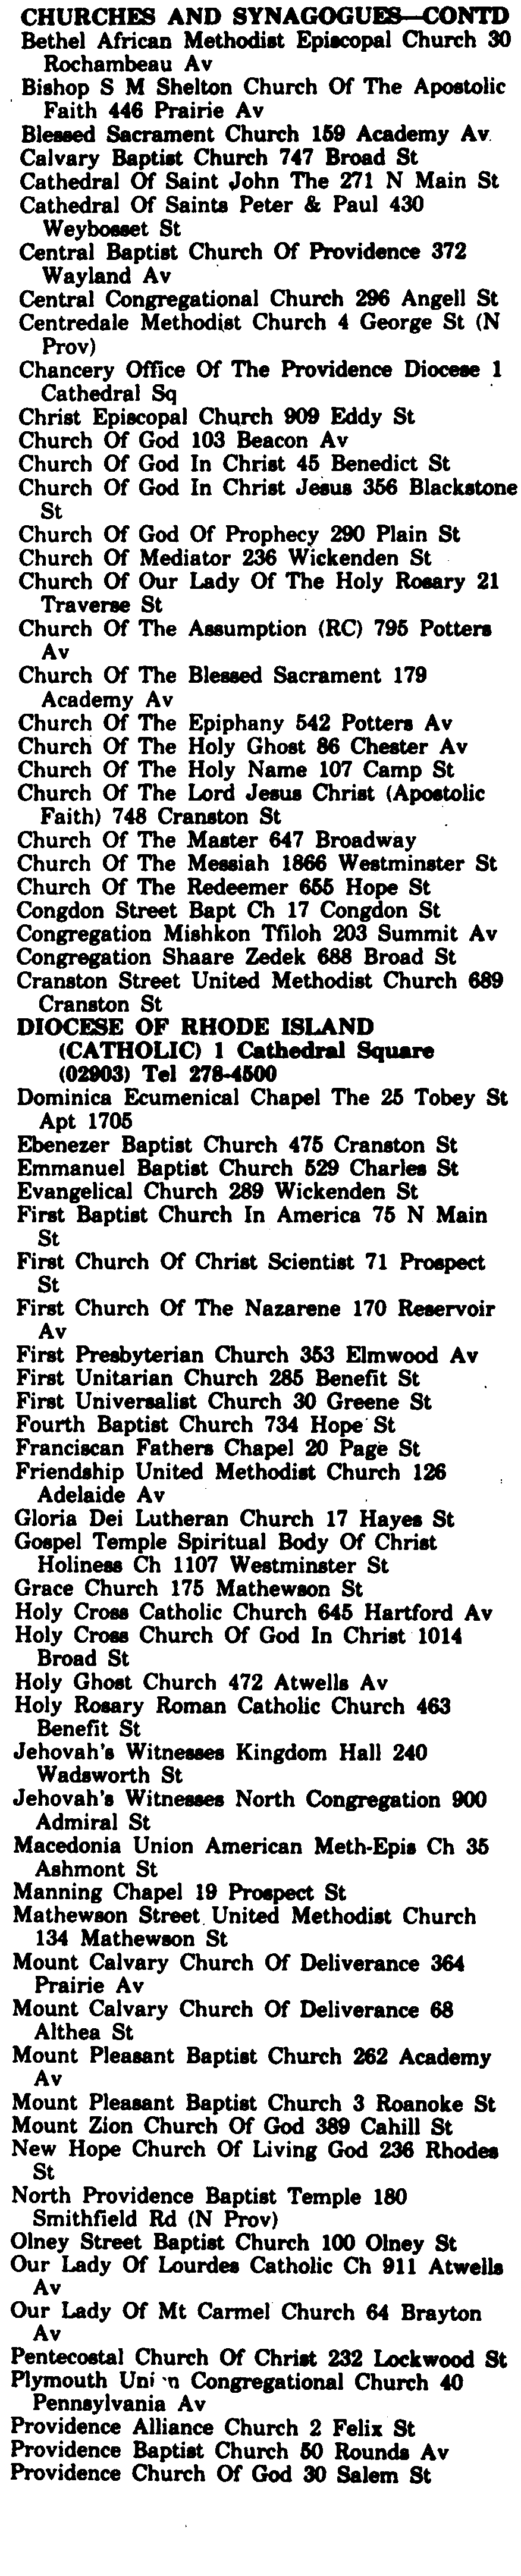 CHURCHES AND SYNAGOGUES—CONTD
Bethel African Methodist Episcopal Church 30
Rochambeau Av
Bishop S M Shelton Church Of The Apostolic
Faith 446 Prairie Av
Blessed Sacrament Church 159 Academy Av
Calvary Baptist Church 747 Broad St
Cathedral Of Saint John The 271 N Main St
Cathedral Of Saints Peter & Paul 430
Weybosset St
Central Baptist Church Of Providence 372
Wayland Av
Central Congregational Church 296 Angell St
Centredale Methodist Church 4 George St (N
Prov)
Chancery Office Of The Providence Diocese 1
Cathedral Sq
Christ Episcopal Church 909 Eddy St
Church Of God 103 Beacon Av
Church Of God In Christ 45 Benedict St
Church Of God In Christ Jesus 356 Blackstone
St
Church Of God Of Prophecy 290 Plain St
Church Of Mediator 236 Wickenden St
Church Of Our Lady Of The Holy Rosary 21
Traverse St
Church Of The Assumption (RC) 795 Potters
Av
Church Of The Blessed Sacrament 179
Academy Av
Church Of The Epiphany 542 Potters Av
Church Of The Holy Ghost 86 Chester Av
Church Of The Holy Name 107 Camp St
Church Of The Lord Jesus Christ (Apostolic
Faith) 748 Cranston St
Church Of The Master 647 Broadway
Church Of The Messiah 1866 Westminster St
Church Of The Redeemer 655 Hope St
Congdon Street Bapt Ch 17 Congdon St
Congregation Mishkon Tfiloh 203 Summit Av
Congregation Shaare Zedek 688 Broad St
Cranston Street United Methodist Church 689
Cranston St
DIOCESE OF RHODE ISLAND
(CATHOLIC) 1 Cathedral Square
(02903) Tel 278-4500
Dominica Ecumenical Chapel The 25 Tobey St
Apt 1705
Ebenezer Baptist Church 475 Cranston St
Emmanuel Baptist Church 529 Charles St
Evangelical Church 289 Wickenden St
First Baptist Church In America 75 N Main
St
First Church Of Christ Scientist 71 Prospect
St
First Church Of The Nazarene 170 Reservoir
Av
First Presbyterian Church 353 Elmwood Av
First Unitarian Church 285 Benefit St
First Universalist Church 30 Greene St
Fourth Baptist Church 734 Hope St
Franciscan Fathers Chapel 20 Page St
Friendship United Methodist Church 126
Adelaide Av
Gloria Dei Lutheran Church 17 Hayes St
Gospel Temple Spiritual Body Of Christ
Holiness Ch 1107 Westminster St
Grace Church 175 Mathewson St
Holy Cross Catholic Church 645 Hartford Av
Holy Cross Church Of God In Christ 1014
Broad St
Holy Ghost Church 472 Atwells Av
Holy Rosary Roman Catholic Church 463
Benefit St
Jehovah's Witnesses Kingdom Hall 240
Wadsworth St
Jehovah's Witnesses North Congregation 900
Admiral St
Macedonia Union American Meth-Epis Ch 35
Ashmont St
Manning Chapel 19 Prospect St
Mathewson Street United Methodist Church
134 Mathewson St
Mount Calvary Church Of Deliverance 364
Prairie Av
Mount Calvary Church Of Deliverance 68
Althea St
Mount Pleasant Baptist Church 262 Academy
Av
Mount Pleasant Baptist Church 3 Roanoke St
Mount Zion Church Of God 389 Cahill St
New Hope Church Of Living God 236 Rhodes
St
North Providence Baptist Temple 180
Smithfield Rd (N Prov)
Olney Street Baptist Church 100 Olney St
Our Lady Of Lourdes Catholic Ch 911 Atwells
Av
Our Lady Of Mt Carmel Church 64 Brayton
Av
Pentecostal Church Of Christ 232 Lockwood St
Plymouth Union Congregational Church 40
Pennsylvania Av
Providence Alliance Church 2 Felix St
Providence Baptist Church 50 Rounds Av
Providence Church Of God 30 Salem St